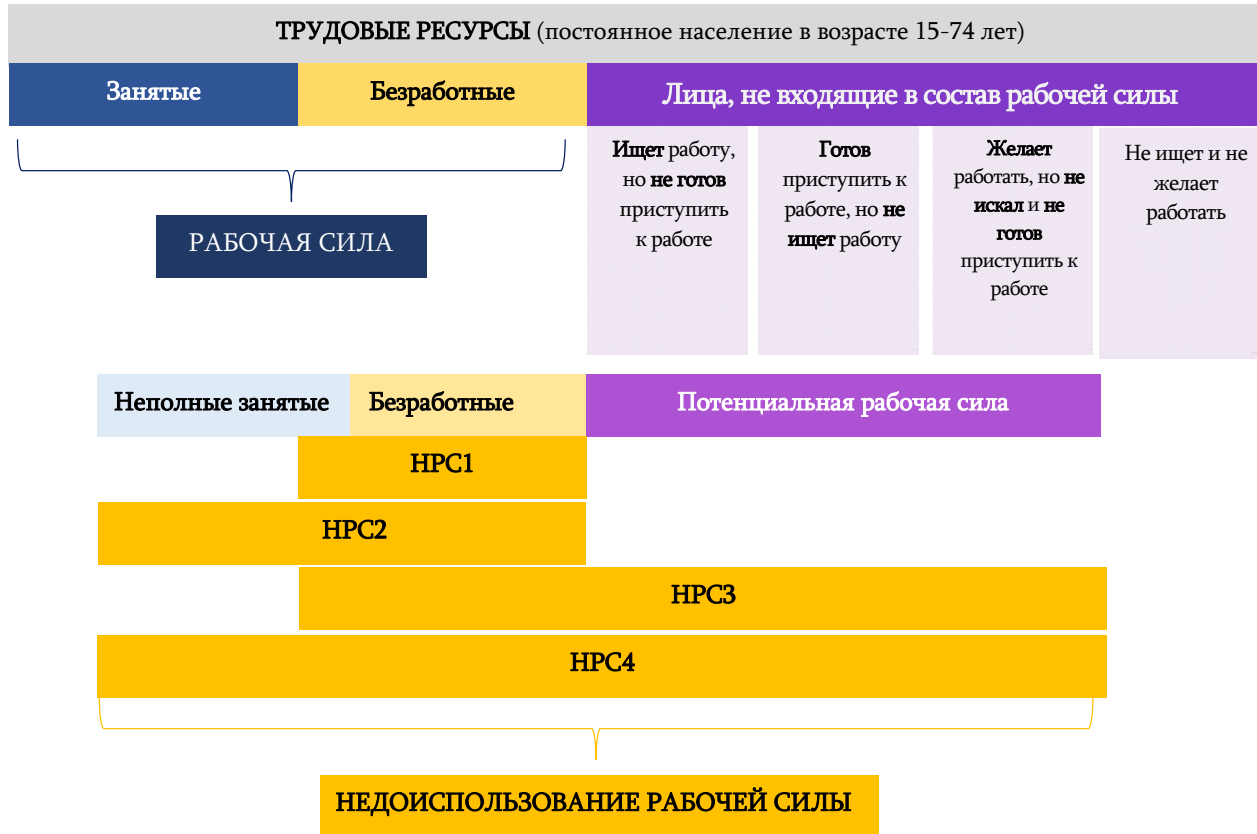 ТРУДОВЫЕ РЕСУРСЫ (постоянное население в возрасте 15-74 лет)
Занятые
Безработные
Лица, не входящие в состав рабочей силы
РАБОЧАЯ СИЛА
Ищет работу,
но не готов
приступить
к работе
Готов
приступить к
работе, но не
ищет работу
Желает
работать, но не
искал и не
готов
приступить к
работе
Не ищет и не
желает
работать
Неполные занятые
Безработные
Потенциальная рабочая сила
НРС1
НРС2
НРС3
НРС4
НЕДОИСПОЛЬЗОВАНИЕ РАБОЧЕЙ СИЛЫ